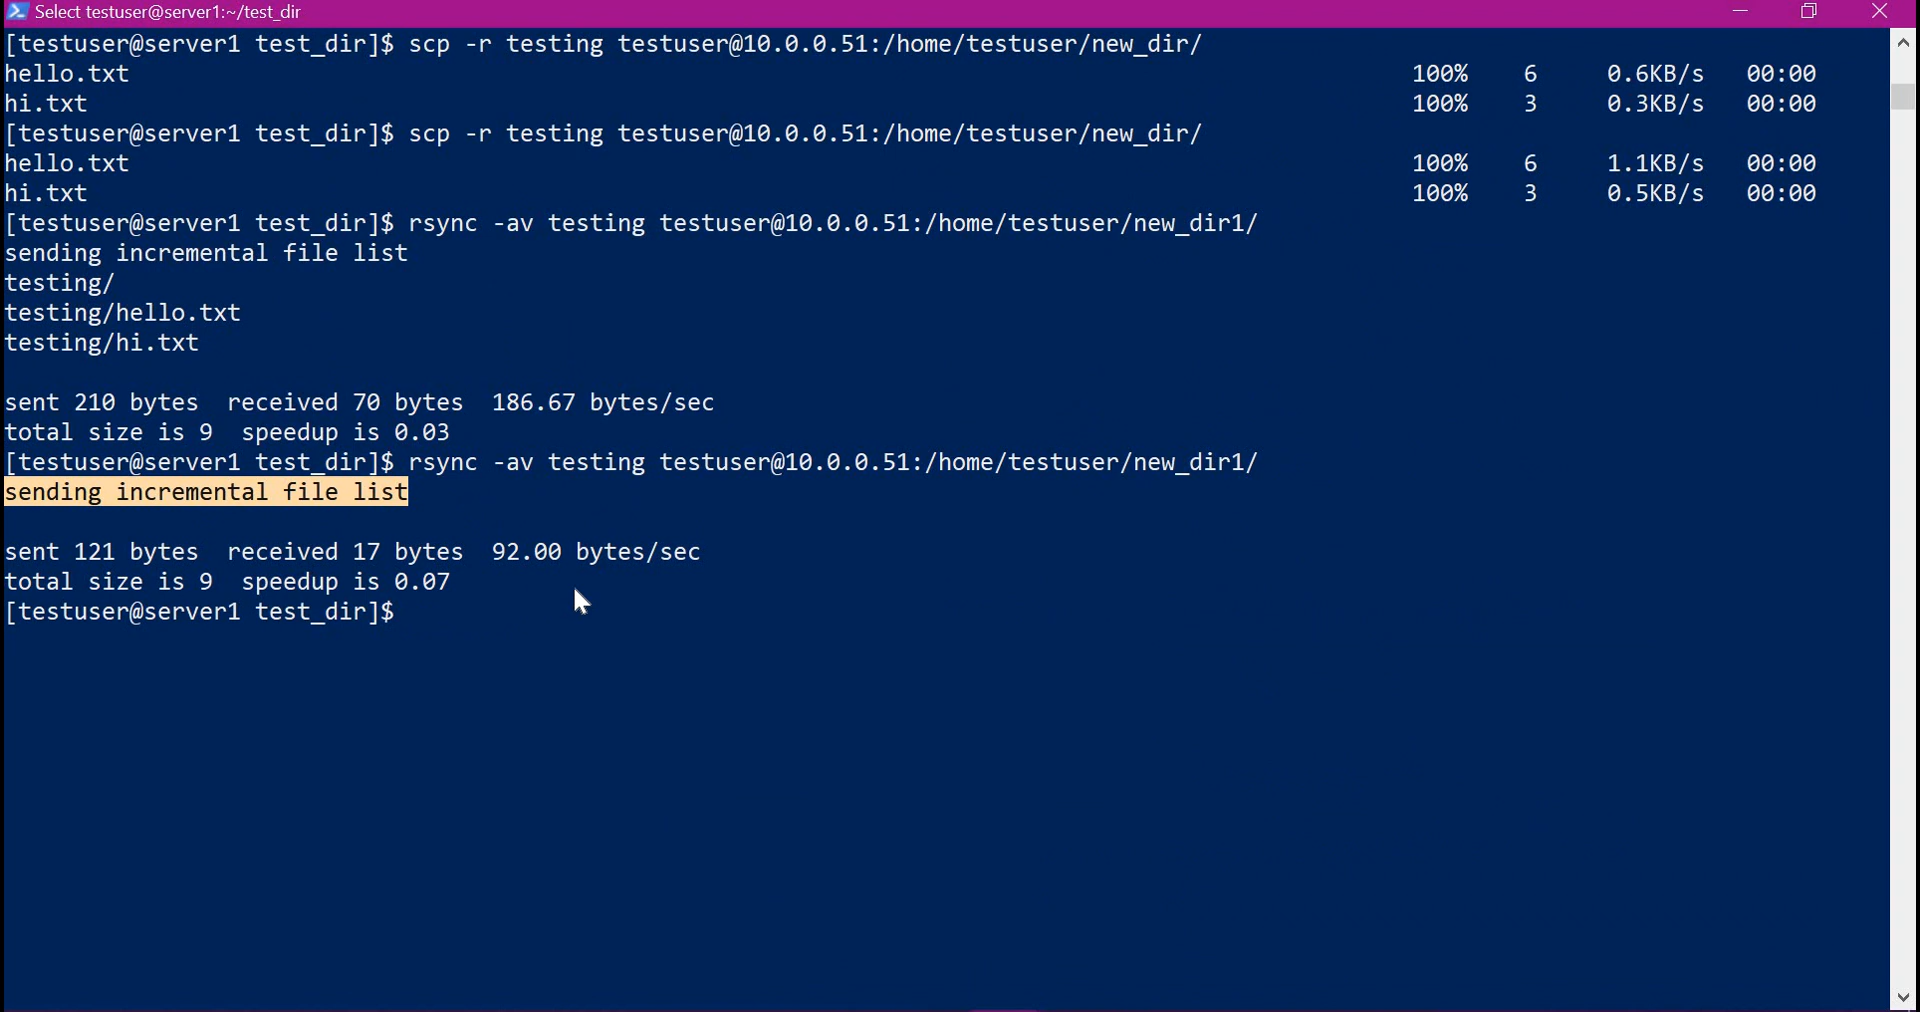 Select testuser@server1:~/test_dir
[testuser@server1 test_dir]$ scp -r testing testuser@10.0.0.51:/home/testuser/new_dir/
hello.txt 100% 6 0.6KB/s 00:00
hi.txt 100% 3 0.3KB/s 00:00
[testuser@server1 test_dir]$ scp -r testing testuser@10.0.0.51:/home/testuser/new_dir/
hello.txt 100% 6 1.1KB/s 00:00
hi.txt 100% 3 0.5KB/s 00:00
[testuser@server1 test_dir]$ rsync -av testing testuser@10.0.0.51:/home/testuser/new_dir1/
sending incremental file list
testing/
testing/hello.txt
testing/hi.txt
sent 210 bytes  received 70 bytes  186.67 bytes/sec
total size is 9  speedup is 0.03
[testuser@server1 test_dir]$ rsync -av testing testuser@10.0.0.51:/home/testuser/new_dir1/
sending incremental file list
sent 121 bytes  received 17 bytes  92.00 bytes/sec
total size is 9  speedup is 0.07
[testuser@server1 test_dir]$